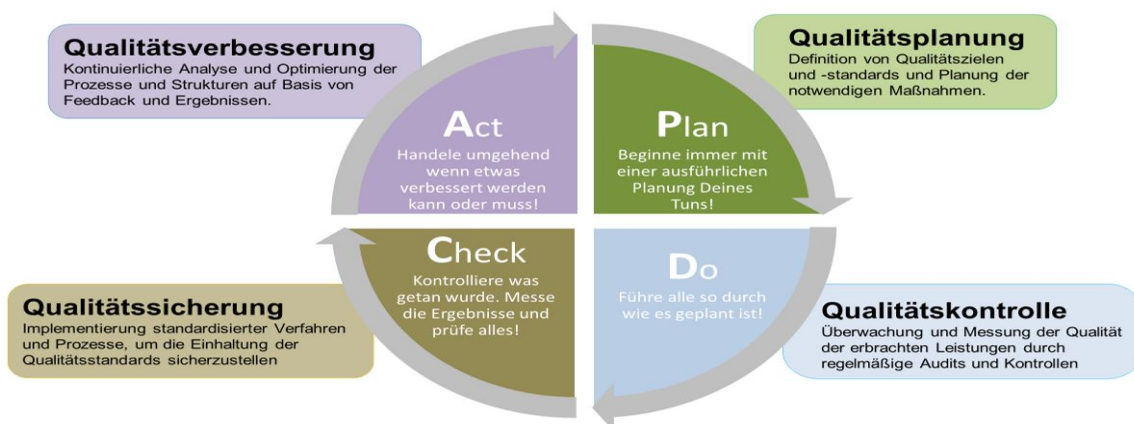 Qualitätsverbesserung
Kontinuierliche Analyse und Optimierung der
Prozesse und Strukturen auf Basis von
Feedback und Ergebnissen.
Qualitätsplanung
Definition von Qualitätszielen
und -standards und Planung der
notwendigen Maßnahmen.
Act
Handele umgehend
wenn etwas
verbessert werden
kann oder muss!
Plan
Beginne immer mit
einer ausführlichen
Planung Deines
Tuns!
Check
Kontrolliere was
getan wurde. Messe
die Ergebnisse und
prüfe alles!
Do
Führe alle so durch
wie es geplant ist!
Qualitätssicherung
Implementierung standardisierter Verfahren
und Prozesse, um die Einhaltung der
Qualitätsstandards sicherzustellen
Qualitätskontrolle
Überwachung und Messung der Qualität
der erbrachten Leistungen durch
regelmäßige Audits und Kontrollen